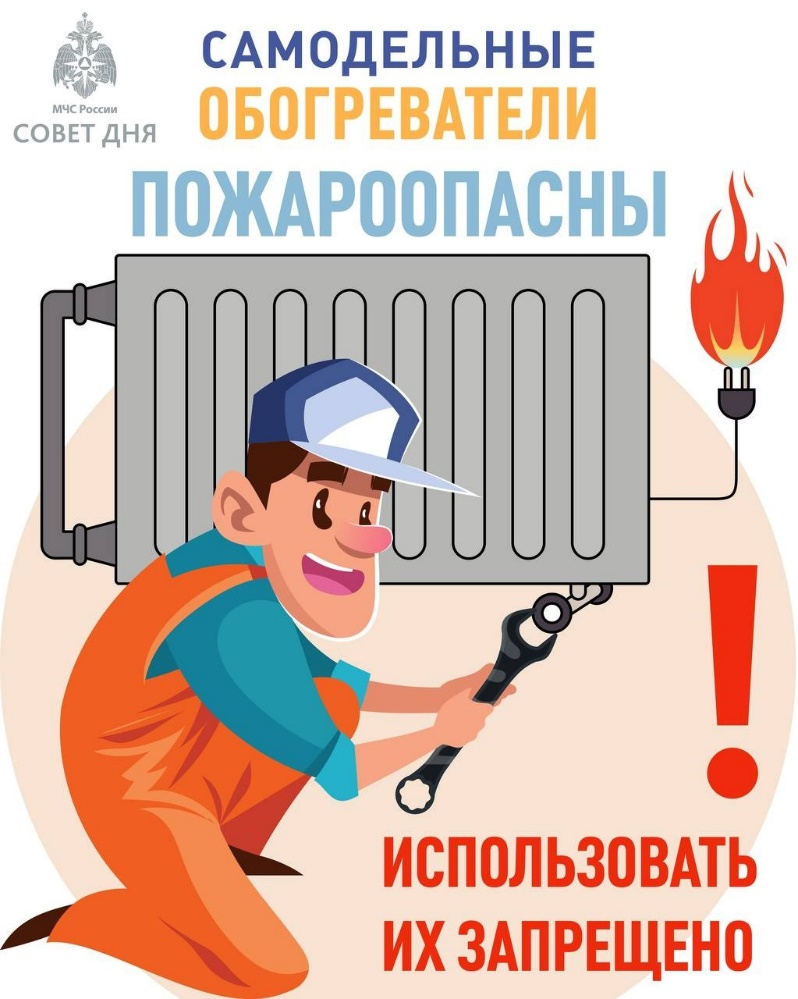 МЧС России
СОВЕТ ДНЯ
САМОДЕЛЬНЫЕ
ОБОГРЕВАТЕЛИ
ПОЖАРООПАСНЫ
!
ИСПОЛЬЗОВАТЬ
ИХ ЗАПРЕЩЕНО